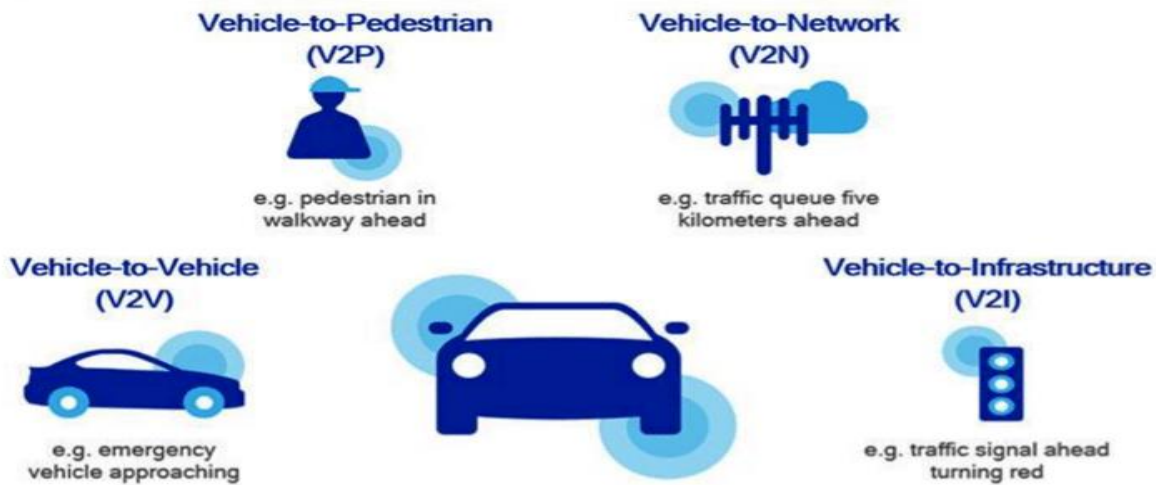 Vehicle-to-Pedestrian
(V2P)
Vehicle-to-Network
(V2N)
e.g. pedestrian in
walkway ahead
e.g. traffic queue five
kilometers ahead
Vehicle-to-Vehicle
(V2V)
Vehicle-to-Infrastructure
(V2I)
e.g. emergency
vehicle approaching
e.g. traffic signal ahead
turning red